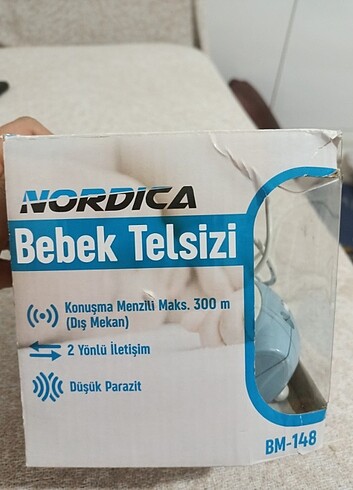 NORDICA
Bebek Telsizi
Konuşma Menzili Maks. 300 m
(Dış Mekan)
2 Yönlü İletişim
Düşük Parazit
BM-148